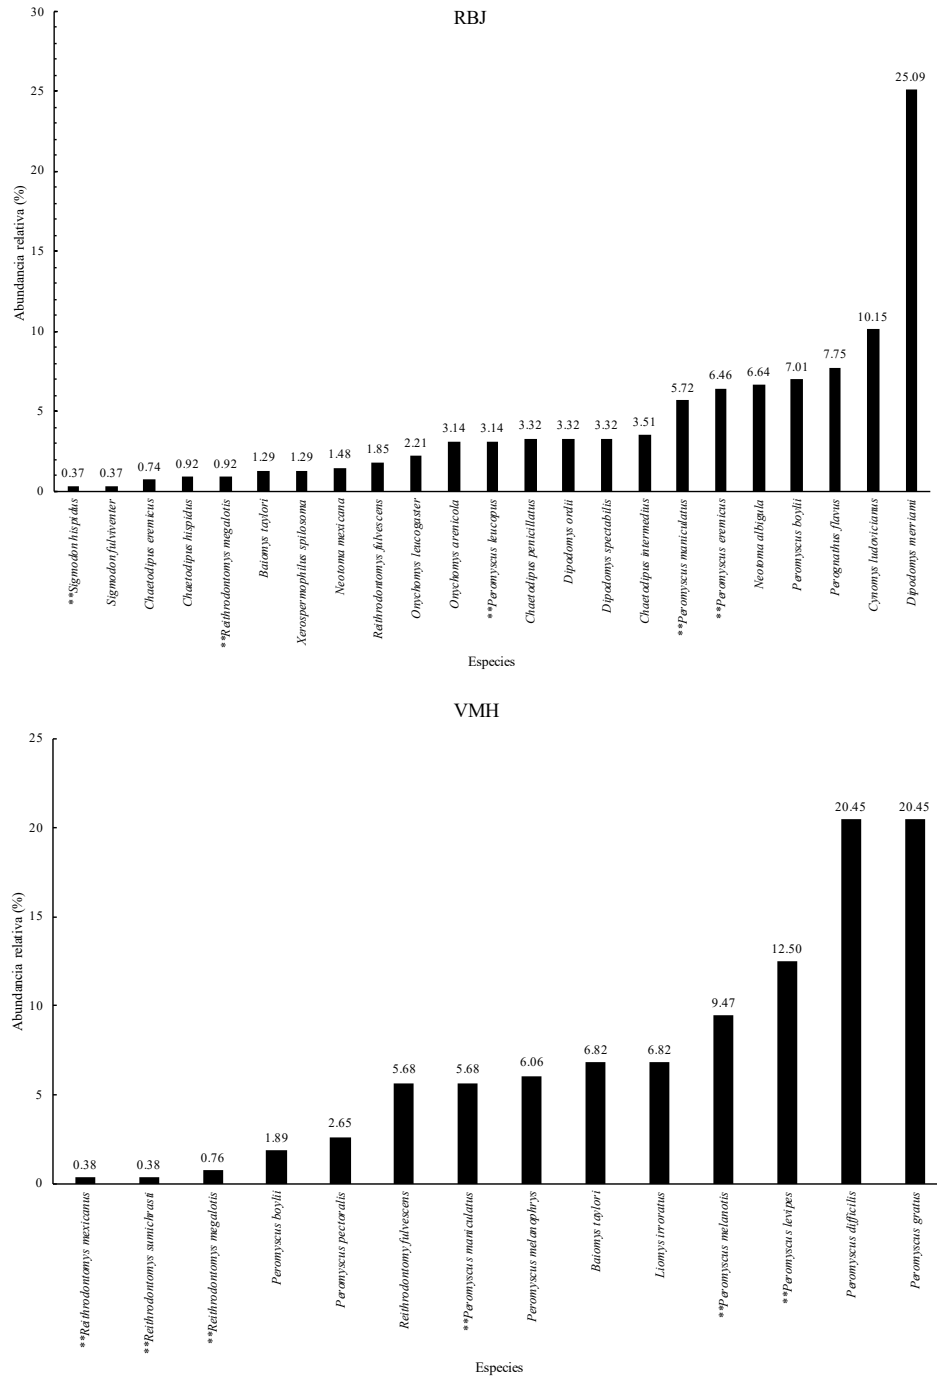 RBJ
Abundancia relativa (%)
30
25
20
15
10
5
0
0.37
0.37
0.74
0.92
0.92
1.29
1.29
1.48
1.85
2.21
3.14
3.14
3.32
3.32
3.32
3.51
5.72
6.46
6.64
7.01
7.75
10.15
25.09
**Sigmodon hispidus
Sigmodon fulviventer
Chaetodipus eremicus
Chaetodipus hispidus
**Reithrodontomys megalotis
Baiomys taylori
Xerospermophilus spilosoma
Neotoma mexicana
Reithrodontomys fulvescens
Onychomys leucogaster
Onychomys arenicola
**Peromyscus leucopus
Chaetodipus penicillatus
Dipodomys ordii
Dipodomys spectabilis
Chaetodipus intermedius
**Peromyscus maniculatus
**Peromyscus eremicus
Neotoma albigula
Peromyscus boylii
Perognathus flavus
Cynomys ludovicianus
Dipodomys merriami
Especies
VMH
Abundancia relativa (%)
25
20
15
10
5
0
0.38
0.38
0.76
1.89
2.65
5.68
5.68
6.06
6.82
6.82
9.47
12.50
20.45
20.45
**Reithrodontomys mexicanus
**Reithrodontomys sumichrasti
**Reithrodontomys megalotis
Peromyscus boylii
Peromyscus pectoralis
Reithrodontomy fulvescens
**Peromyscus maniculatus
Peromyscus melanophrys
Baiomys taylori
Liomys irroratus
**Peromyscus melanotis
**Peromyscus levipes
Peromyscus difficilis
Peromyscus gratus
Especies